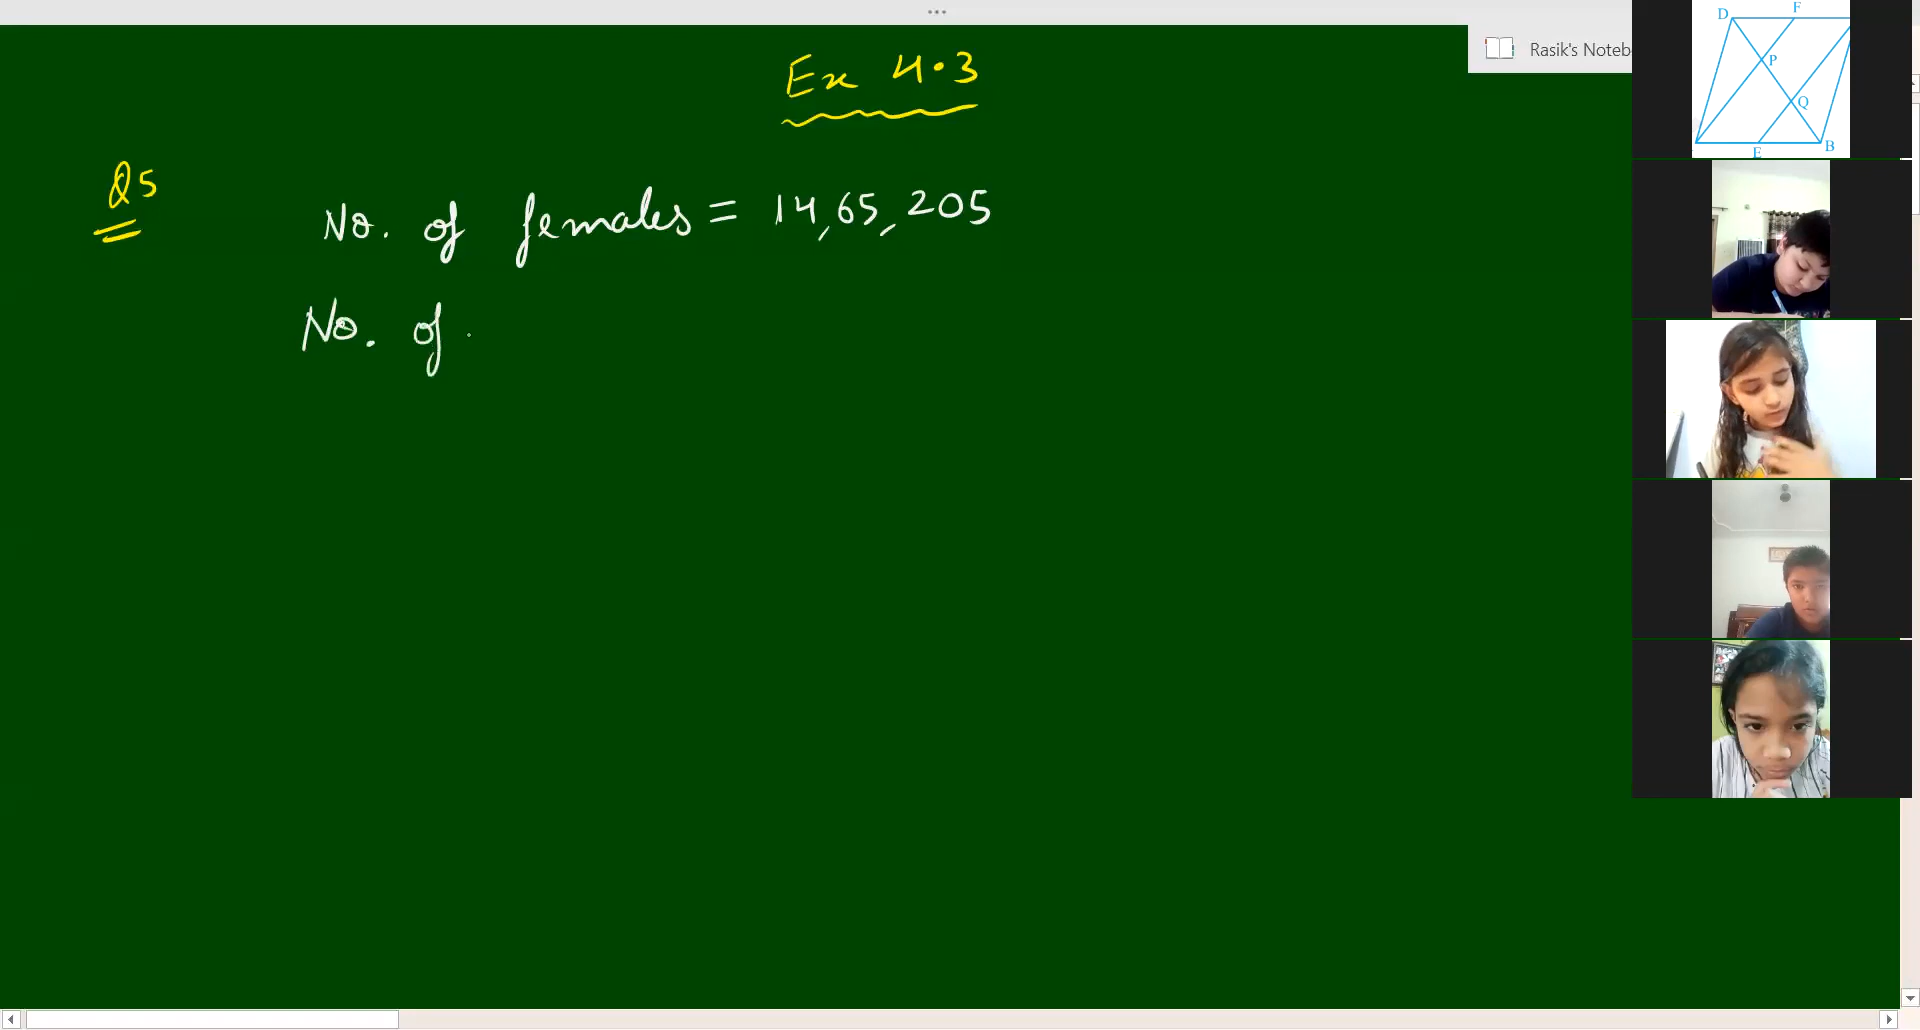 Ex 4.3
Rasik's Noteb
Q5
No. of females = 14,65,205
No. of
D F
P
Q
E B